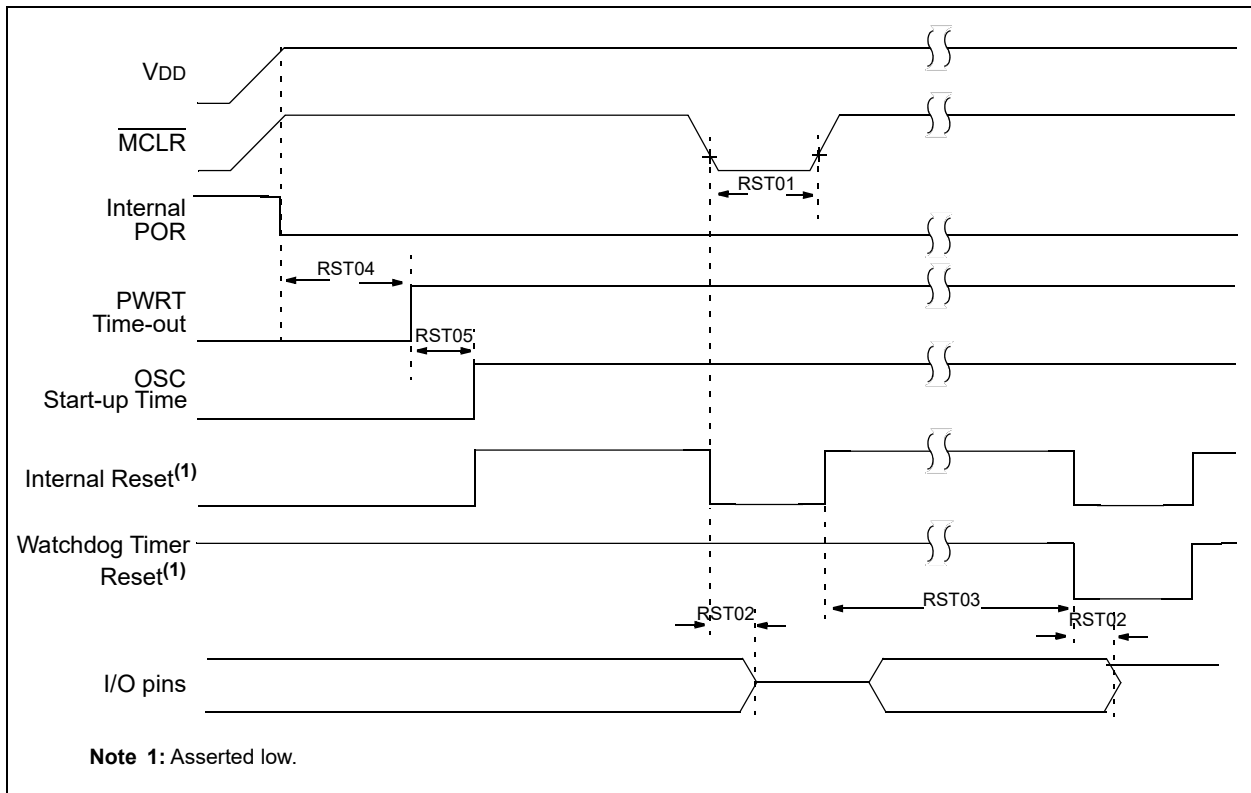 VDD
MCLR
RST01
Internal
POR
RST04
PWRT
Time-out
RST05
OSC
Start-up Time
Internal Reset(1)
Watchdog Timer
Reset(1)
RST03
RST02
RST02
I/O pins
Note 1: Asserted low.